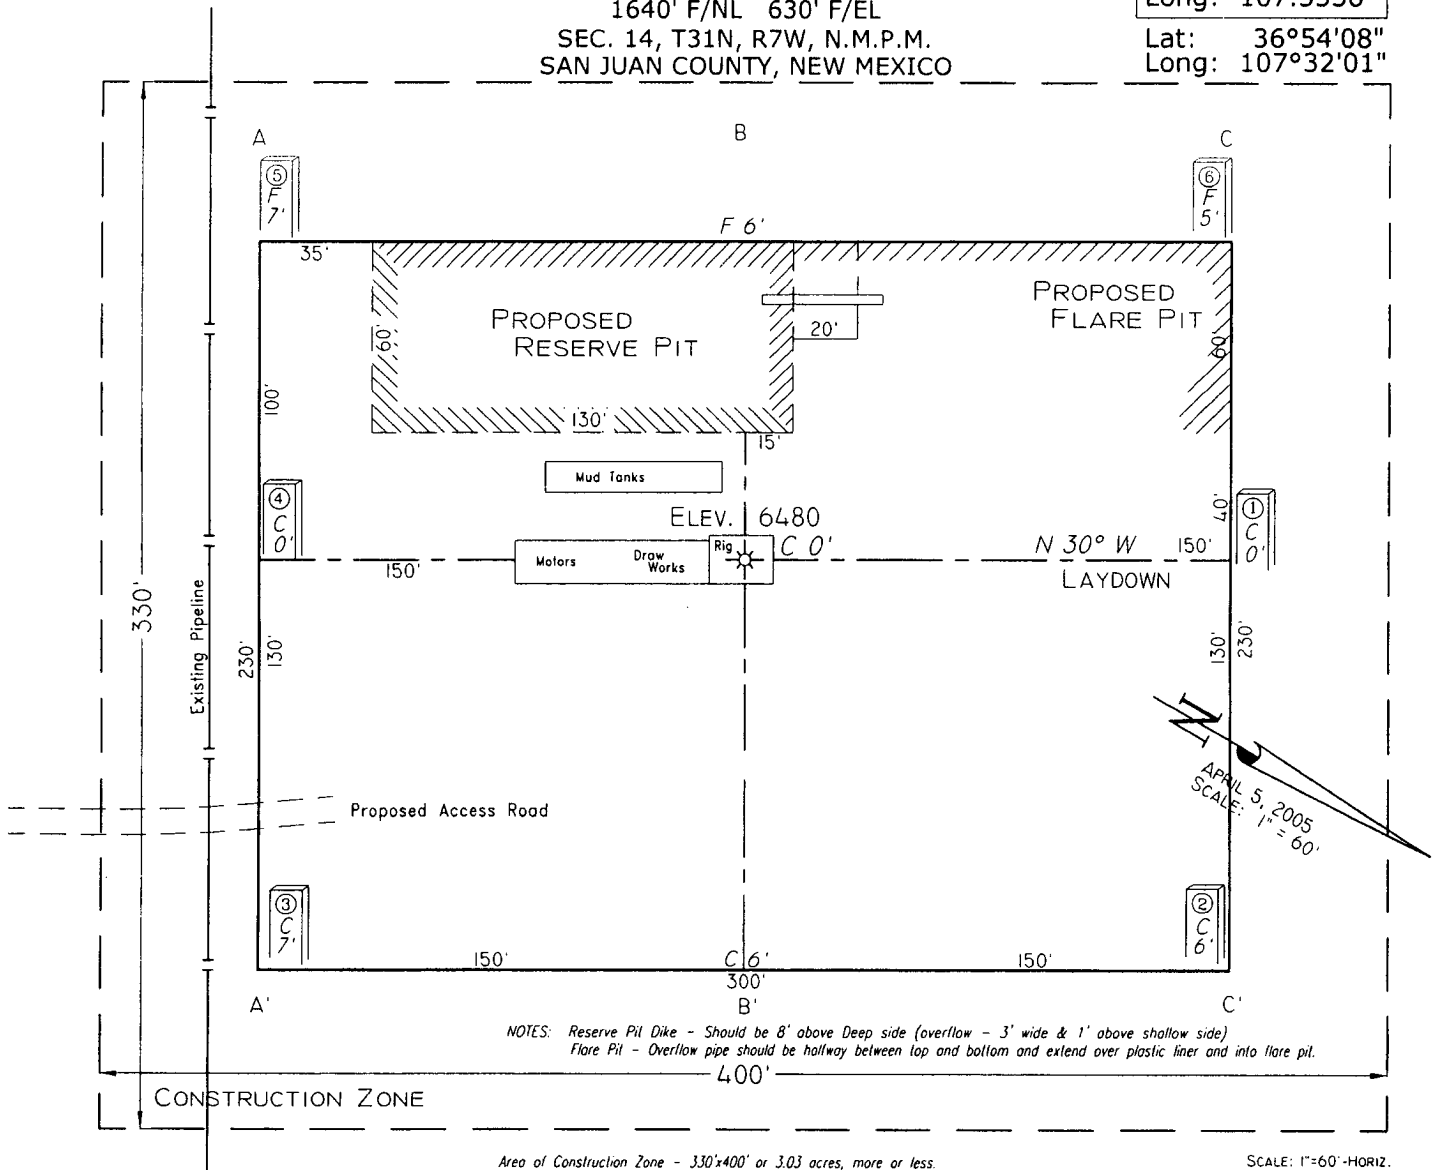 1640' F/NL 630' F/EL
SEC. 14, T31N, R7W, N.M.P.M.
SAN JUAN COUNTY, NEW MEXICO
Lat: 36°54'08"
Long: 107°32'01"
A
B
C
5
F
7'
6
F
5'
F 6'
35'
PROPOSED
RESERVE PIT
60'
130'
15'
20'
PROPOSED
FLARE PIT
60'
100'
40'
Mud Tanks
4
C
0'
1
C
0'
ELEV. 6480
Rig
C 0'
N 30° W
150'
LAYDOWN
150'
Motors
Draw
Works
330'
Existing Pipeline
230'
130'
130'
230'
N
APRIL 5, 2005
SCALE: 1" = 60'
Proposed Access Road
3
C
7'
2
C
6'
150'
C 6'
150'
300'
A'
B'
C'
NOTES: Reserve Pit Dike - Should be 8' above Deep side (overflow - 3' wide & 1' above shallow side)
Flare Pit - Overflow pipe should be halfway between top and bottom and extend over plastic liner and into flare pit.
400'
CONSTRUCTION ZONE
Area of Construction Zone - 330'x400' or 3.03 acres, more or less.
SCALE: 1"=60'-HORIZ.